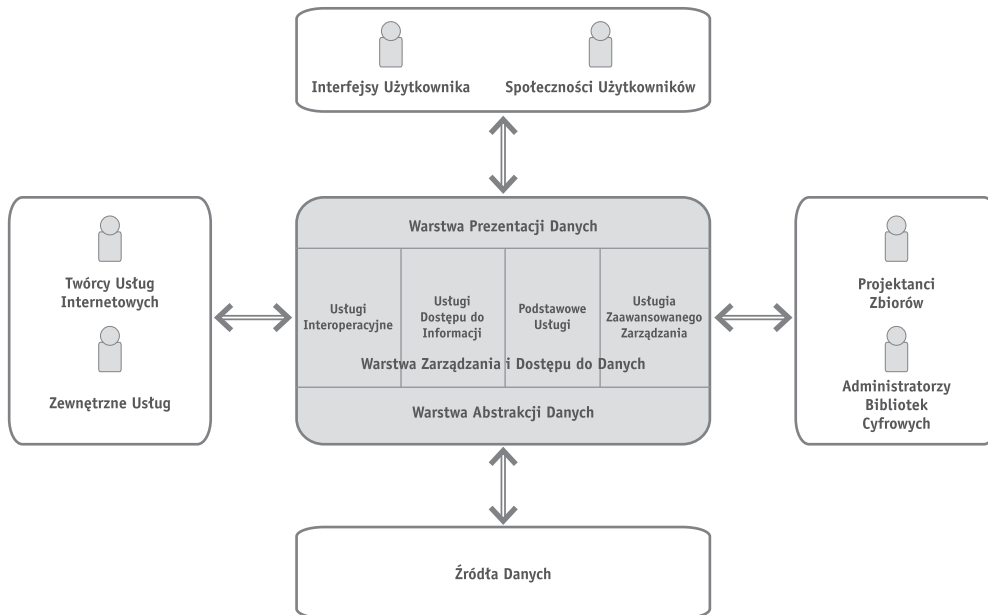 Interfejsy Użytkownika
Społeczności Użytkowników
Warstwa Prezentacji Danych
Twórcy Usług
Internetowych
Zewnętrzne Usług
Usługi
Interoperacyjne
Usługi
Dostępu do
Informacji
Podstawowe
Usługi
Usługia
Zaawansowanego
Zarządzania
Warstwa Zarządzania i Dostępu do Danych
Warstwa Abstrakcji Danych
Projektanci
Zbiorów
Administratorzy
Bibliotek
Cyfrowych
Źródła Danych